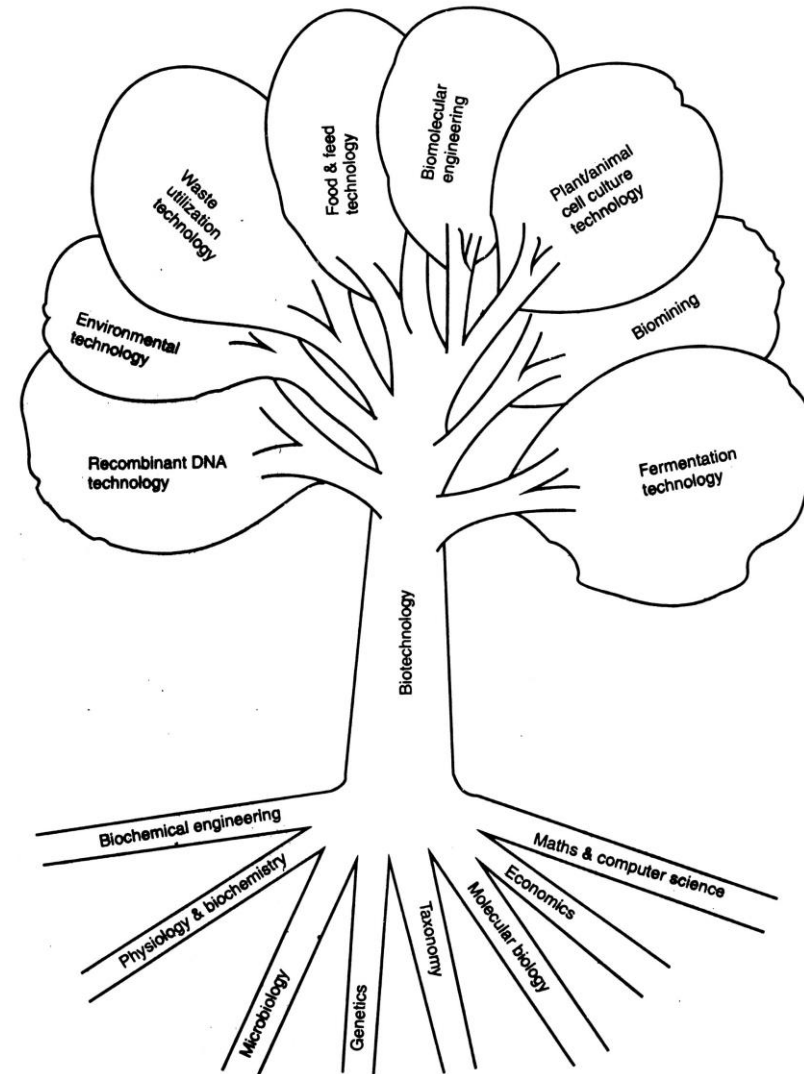 Biomolecular
engineering
Food & feed
technology
Plant/animal
cell culture
technology
Waste
utilization
technology
Environmental
technology
Biomining
Recombinant DNA
technology
Fermentation
technology
Biotechnology
Biochemical engineering
Physiology & biochemistry
Microbiology
Genetics
Taxonomy
Molecular biology
Economics
Maths & computer science